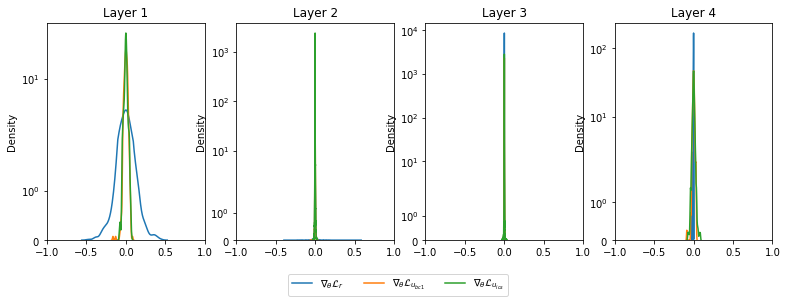 Layer 1 Layer 2 Layer 3 Layer 4
Density Density Density Density
10¹ 10⁰ 0
10³ 10² 10¹ 10⁰ 0
10⁴ 10³ 10² 10¹ 10⁰ 0
10² 10¹ 10⁰ 0
−1.0 −0.5 0.0 0.5 1.0 −1.0 −0.5 0.0 0.5 1.0 −1.0 −0.5 0.0 0.5 1.0 −1.0 −0.5 0.0 0.5 1.0
∇θℒr ∇θℒu_bc1 ∇θℒu_ics